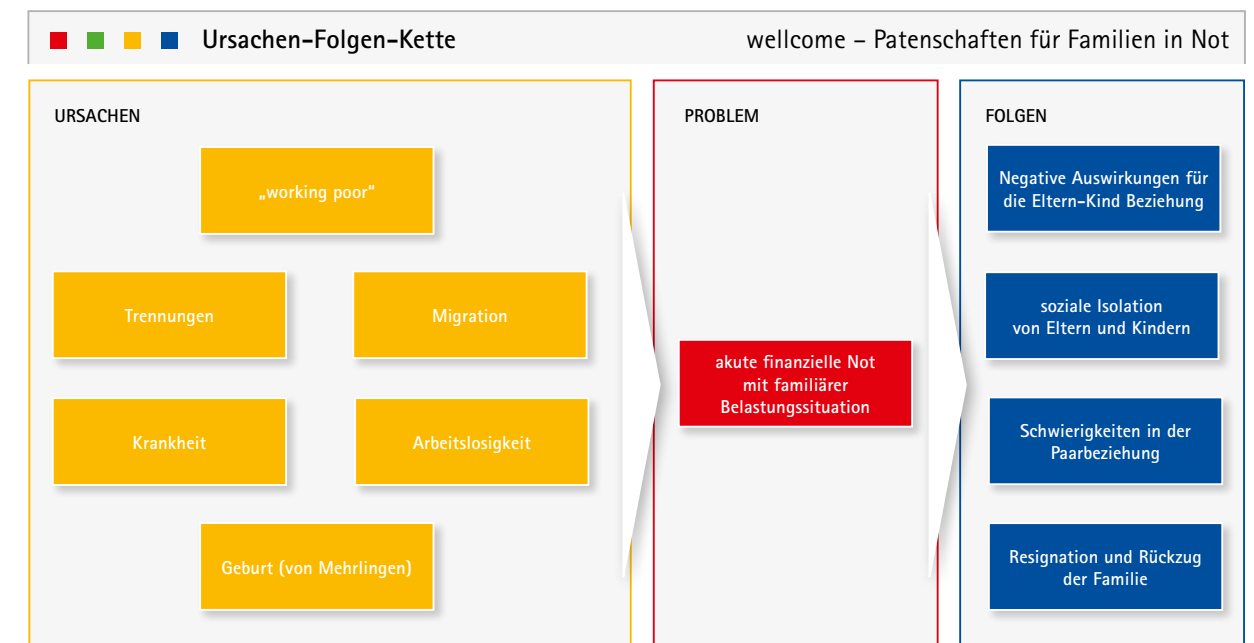 Ursachen-Folgen-Kette
wellcome – Patenschaften für Familien in Not
URSACHEN
„working poor“
Trennungen
Migration
Krankheit
Arbeitslosigkeit
Geburt (von Mehrlingen)
PROBLEM
akute finanzielle Not
mit familiärer
Belastungssituation
FOLGEN
Negative Auswirkungen für
die Eltern-Kind Beziehung
soziale Isolation
von Eltern und Kindern
Schwierigkeiten in der
Paarbeziehung
Resignation und Rückzug
der Familie